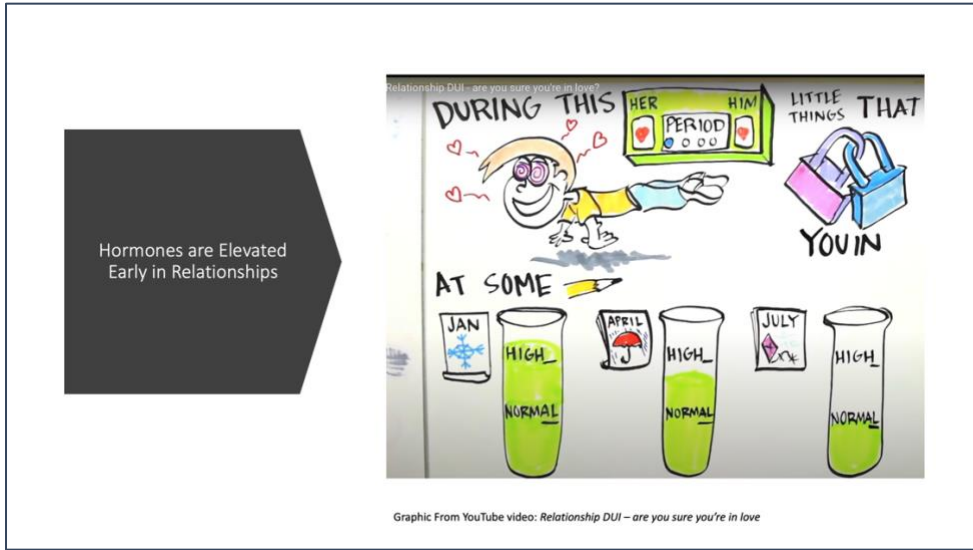 Hormones are Elevated
Early in Relationships
Relationship DUI - are you sure you're in love?
DURING THIS
HER HIM
PERIOD
LITTLE
THINGS THAT
YOU IN
AT SOME
JAN
HIGH
NORMAL
APRIL
HIGH
NORMAL
JULY
HIGH
NORMAL
Graphic From YouTube video: Relationship DUI – are you sure you're in love